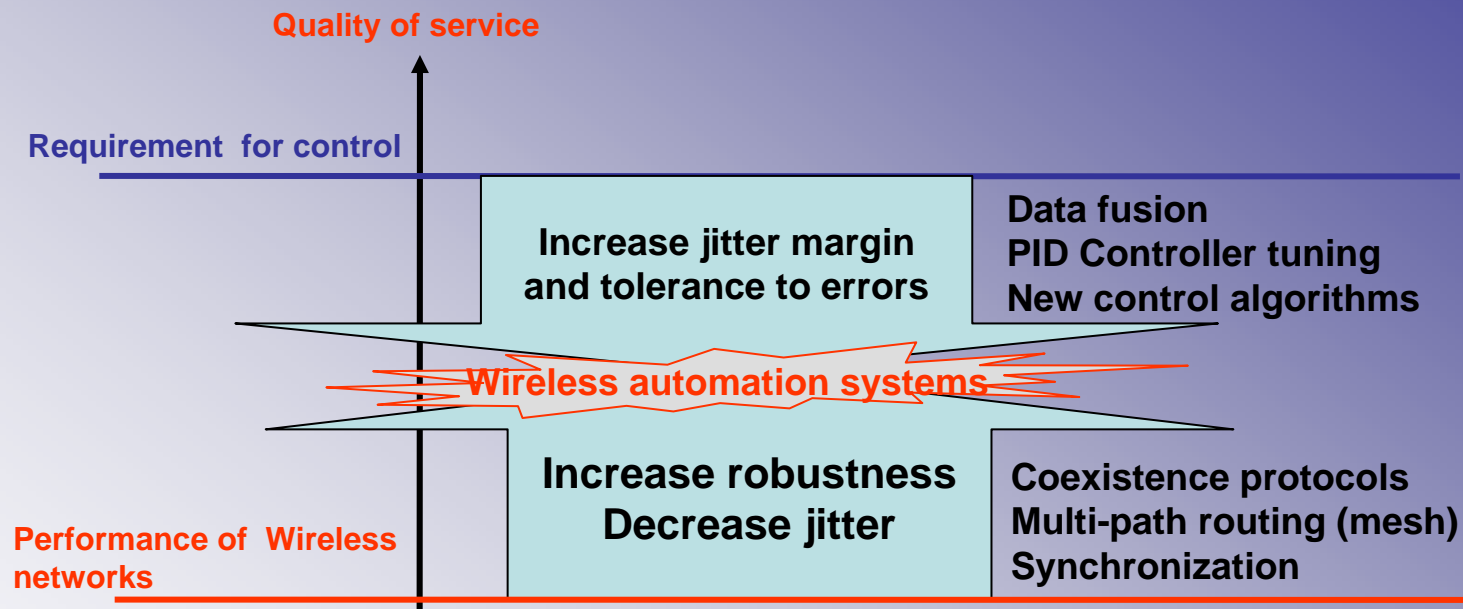 Quality of service
Requirement for control
Increase jitter margin
and tolerance to errors
Data fusion
PID Controller tuning
New control algorithms
Wireless automation systems
Increase robustness
Decrease jitter
Coexistence protocols
Multi-path routing (mesh)
Synchronization
Performance of Wireless
networks